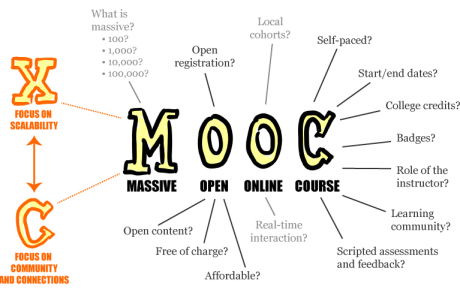 What is
massive?
• 100?
• 1,000?
• 10,000?
• 100,000?
Open
registration?
Local
cohorts?
Self-paced?
Start/end dates?
College credits?
Badges?
Role of the
instructor?
Learning
community?
Scripted assessments
and feedback?
X
FOCUS ON
SCALABILITY
C
FOCUS ON
COMMUNITY
AND CONNECTIONS
MOOC
MASSIVE OPEN ONLINE COURSE
Open content?
Free of charge?
Affordable?
Real-time
interaction?